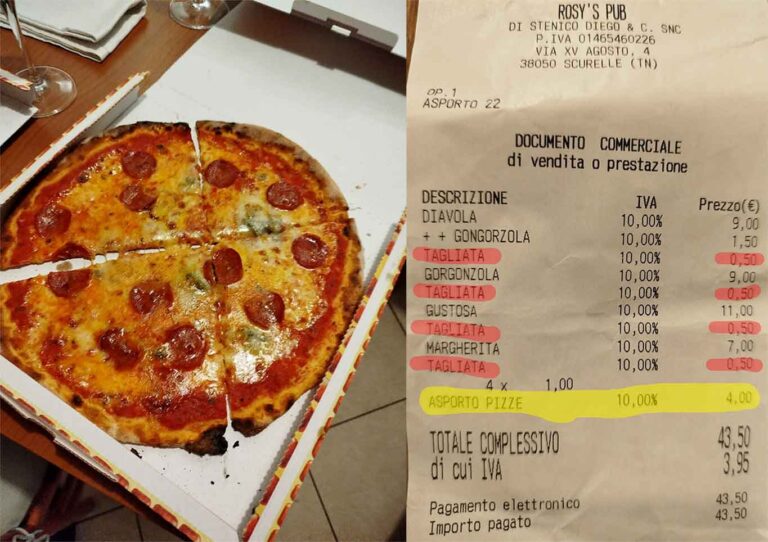 ROSY'S PUB
DI STENICO DIEGO & C. SNC
P.IVA 01465460226
VIA XV AGOSTO, 4
38050 SCURELLE (TN)
OP.1
ASPORTO 22
DOCUMENTO COMMERCIALE
di vendita o prestazione
DESCRIZIONE IVA Prezzo(€)
DIAVOLA 10,00% 9,00
+ + GONGORZOLA 10,00% 1,50
TAGLIATA 10,00% 0,50
GORGONZOLA 10,00% 9,00
TAGLIATA 10,00% 0,50
GUSTOSA 10,00% 11,00
TAGLIATA 10,00% 0,50
MARGHERITA 10,00% 7,00
TAGLIATA 10,00% 0,50
4 x 1,00
ASPORTO PIZZE 10,00% 4,00
TOTALE COMPLESSIVO 43,50
di cui IVA 3,95
Pagamento elettronico 43,50
Importo pagato 43,50